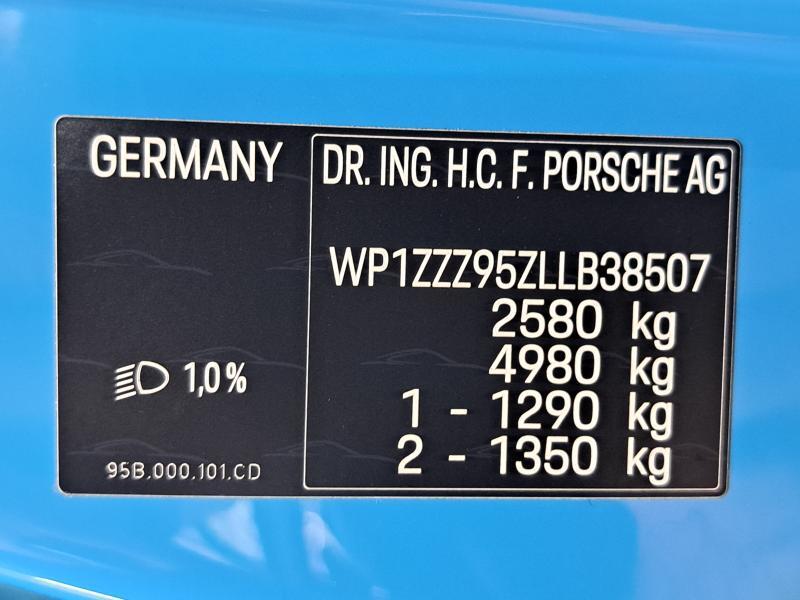 GERMANY
1,0%
95B.000.101.CD
DR. ING. H.C. F. PORSCHE AG
WP1ZZZ95ZLLB38507
2580 kg
4980 kg
1 - 1290 kg
2 - 1350 kg